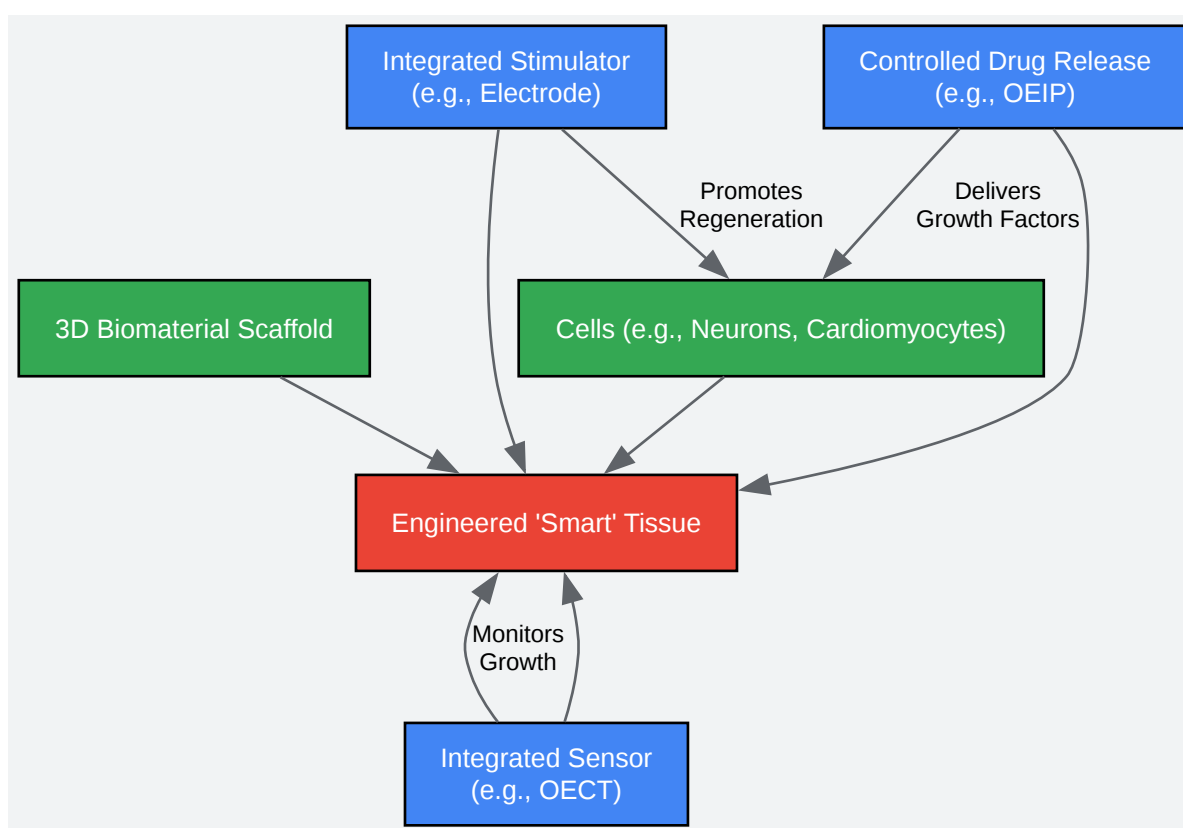 Integrated Stimulator
(e.g., Electrode)
Controlled Drug Release
(e.g., OEIP)
Promotes
Regeneration
Delivers
Growth Factors
3D Biomaterial Scaffold
Cells (e.g., Neurons, Cardiomyocytes)
Engineered 'Smart' Tissue
Monitors
Growth
Integrated Sensor
(e.g., OECT)